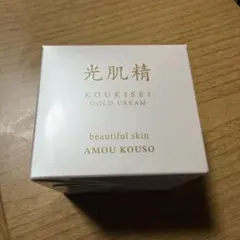 光肌精
KOUKISEI
GOLD CREAM
beautiful skin
AMOU KOUSO